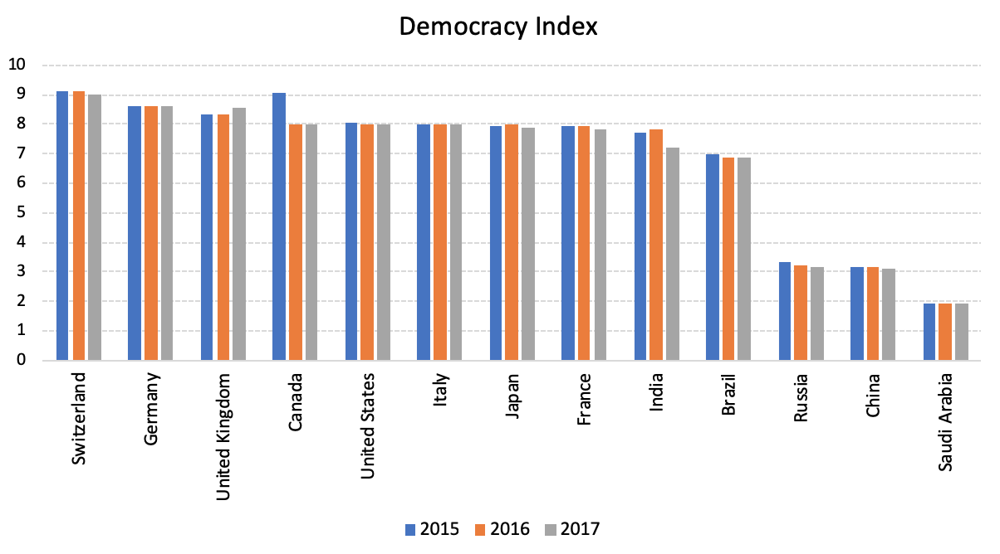 Democracy Index
10
9
8
7
6
5
4
3
2
1
0
Switzerland
Germany
United Kingdom
Canada
United States
Italy
Japan
France
India
Brazil
Russia
China
Saudi Arabia
2015 2016 2017